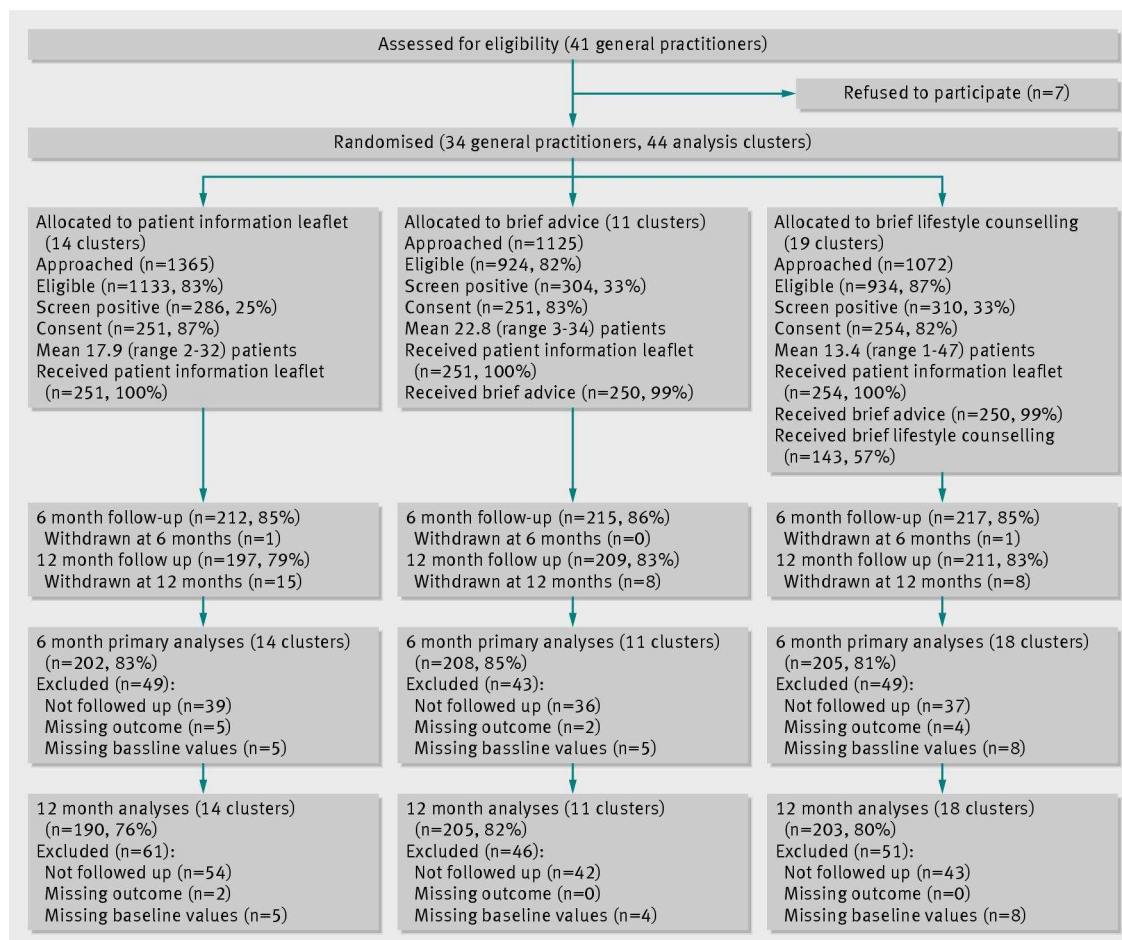 Assessed for eligibility (41 general practitioners)
Refused to participate (n=7)
Randomised (34 general practitioners, 44 analysis clusters)
Allocated to patient information leaflet
(14 clusters)
Approached (n=1365)
Eligible (n=1133, 83%)
Screen positive (n=286, 25%)
Consent (n=251, 87%)
Mean 17.9 (range 2-32) patients
Received patient information leaflet
(n=251, 100%)
Allocated to brief advice (11 clusters)
Approached (n=1125)
Eligible (n=924, 82%)
Screen positive (n=304, 33%)
Consent (n=251, 83%)
Mean 22.8 (range 3-34) patients
Received patient information leaflet
(n=251, 100%)
Received brief advice (n=250, 99%)
Allocated to brief lifestyle counselling
(19 clusters)
Approached (n=1072)
Eligible (n=934, 87%)
Screen positive (n=310, 33%)
Consent (n=254, 82%)
Mean 13.4 (range 1-47) patients
Received patient information leaflet
(n=254, 100%)
Received brief advice (n=250, 99%)
Received brief lifestyle counselling
(n=143, 57%)
6 month follow-up (n=212, 85%)
Withdrawn at 6 months (n=1)
12 month follow up (n=197, 79%)
Withdrawn at 12 months (n=15)
6 month follow-up (n=215, 86%)
Withdrawn at 6 months (n=0)
12 month follow up (n=209, 83%)
Withdrawn at 12 months (n=8)
6 month follow-up (n=217, 85%)
Withdrawn at 6 months (n=1)
12 month follow up (n=211, 83%)
Withdrawn at 12 months (n=8)
6 month primary analyses (14 clusters)
(n=202, 83%)
Excluded (n=49):
Not followed up (n=39)
Missing outcome (n=5)
Missing bassline values (n=5)
6 month primary analyses (11 clusters)
(n=208, 85%)
Excluded (n=43):
Not followed up (n=36)
Missing outcome (n=2)
Missing bassline values (n=5)
6 month primary analyses (18 clusters)
(n=205, 81%)
Excluded (n=49):
Not followed up (n=37)
Missing outcome (n=4)
Missing bassline values (n=8)
12 month analyses (14 clusters)
(n=190, 76%)
Excluded (n=61):
Not followed up (n=54)
Missing outcome (n=2)
Missing baseline values (n=5)
12 month analyses (11 clusters)
(n=205, 82%)
Excluded (n=46):
Not followed up (n=42)
Missing outcome (n=0)
Missing baseline values (n=4)
12 month analyses (18 clusters)
(n=203, 80%)
Excluded (n=51):
Not followed up (n=43)
Missing outcome (n=0)
Missing baseline values (n=8)